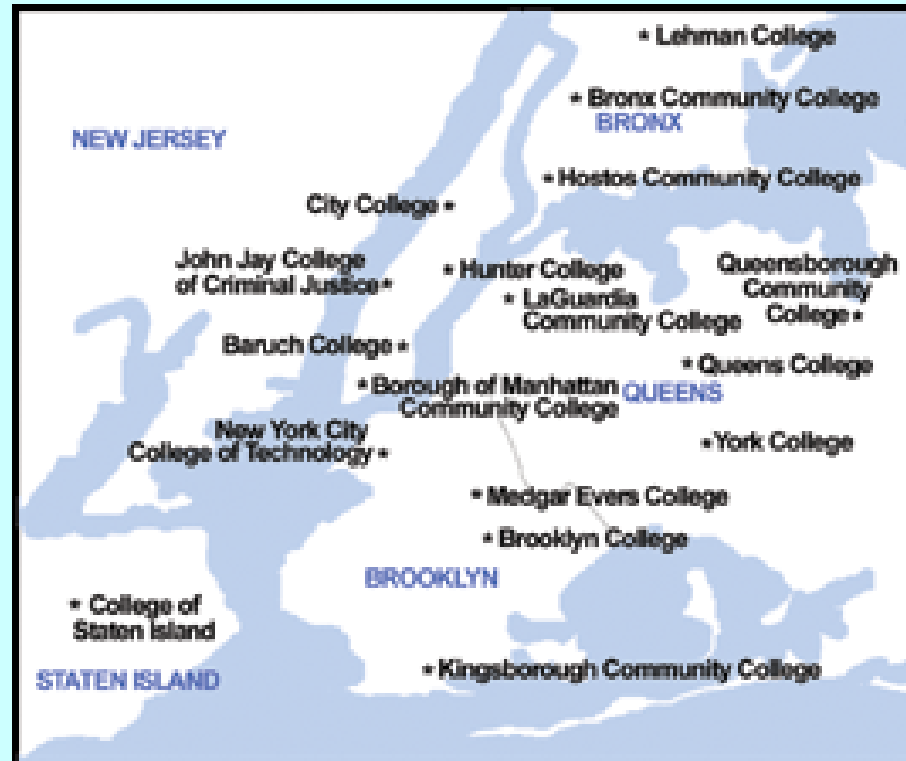 * Lehman College
* Bronx Community College
BRONX
NEW JERSEY
* Hostos Community College
City College *
John Jay College
of Criminal Justice *
* Hunter College
Queensborough
Community
College *
* LaGuardia
Community College
Baruch College *
* Queens College
* Borough of Manhattan
Community College
QUEENS
New York City
College of Technology *
* York College
* Medgar Evers College
* Brooklyn College
BROOKLYN
* College of
Staten Island
STATEN ISLAND
* Kingsborough Community College